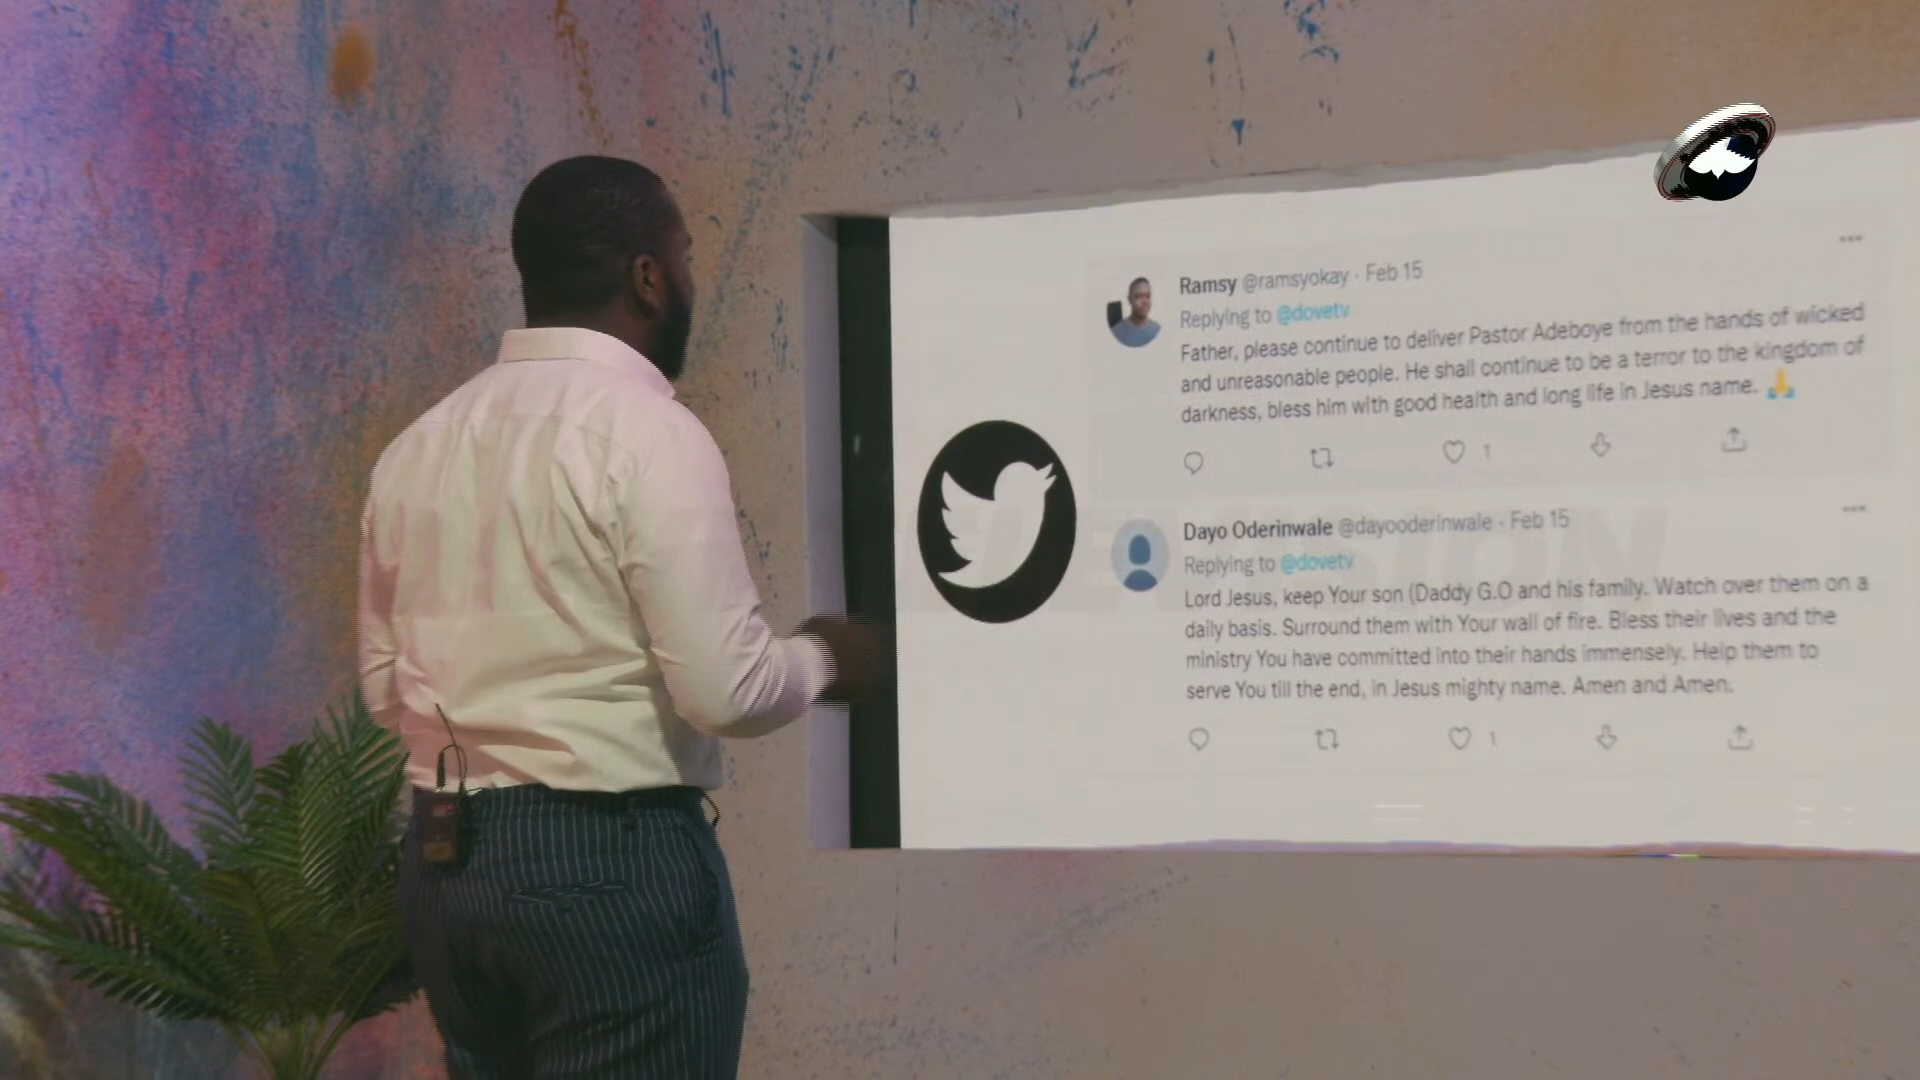 Ramsy @ramsyokay · Feb 15
Replying to @dovetv
Father, please continue to deliver Pastor Adeboye from the hands of wicked
and unreasonable people. He shall continue to be a terror to the kingdom of
darkness, bless him with good health and long life in Jesus name. 🙏
1
Dayo Oderinwale @dayooderinwale · Feb 15
Replying to @dovetv
Lord Jesus, keep Your son (Daddy G.O and his family. Watch over them on a
daily basis. Surround them with Your wall of fire. Bless their lives and the
ministry You have committed into their hands immensely. Help them to
serve You till the end, in Jesus mighty name. Amen and Amen.
1